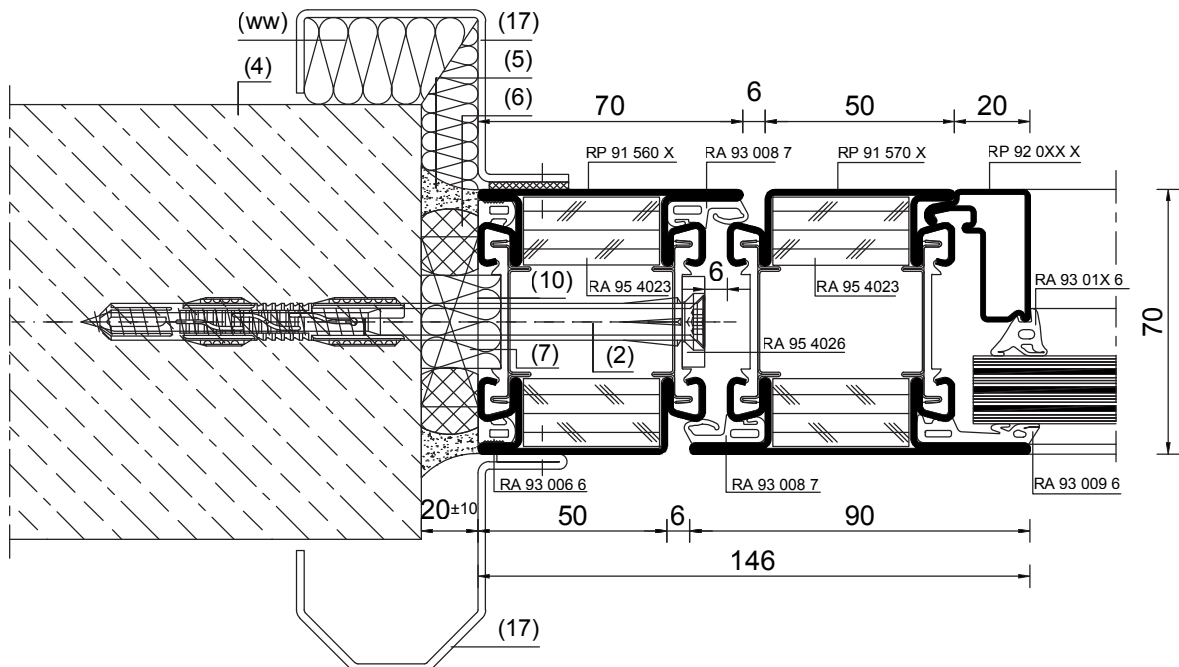 (ww)
(17)
(5)
(4)
(6)
70
6
50
20
RP 91 560 X
RA 93 008 7
RP 91 570 X
RP 92 0XX X
6
(10)
RA 95 4023
RA 95 4023
RA 93 01X 6
70
RA 95 4026
(7)
(2)
RA 93 006 6
RA 93 008 7
RA 93 009 6
20±10
50
6
90
146
(17)